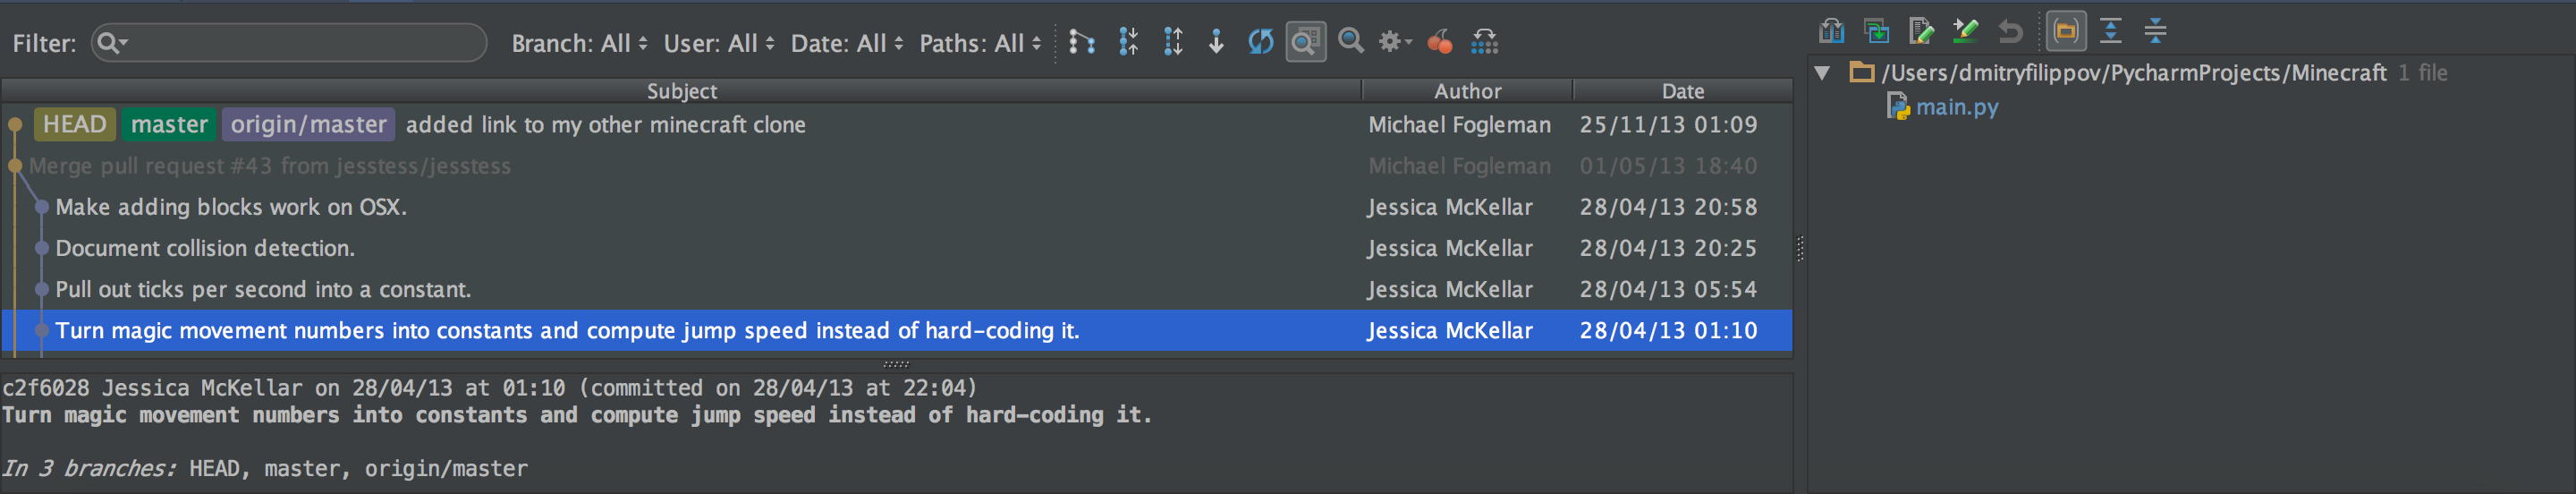 Filter: Branch: All User: All Date: All Paths: All
Subject Author Date
HEAD master origin/master added link to my other minecraft clone Michael Fogleman 25/11/13 01:09
Merge pull request #43 from jesstess/jesstess Michael Fogleman 01/05/13 18:40
Make adding blocks work on OSX. Jessica McKellar 28/04/13 20:58
Document collision detection. Jessica McKellar 28/04/13 20:25
Pull out ticks per second into a constant. Jessica McKellar 28/04/13 05:54
Turn magic movement numbers into constants and compute jump speed instead of hard-coding it. Jessica McKellar 28/04/13 01:10
c2f6028 Jessica McKellar on 28/04/13 at 01:10 (committed on 28/04/13 at 22:04)
Turn magic movement numbers into constants and compute jump speed instead of hard-coding it.
In 3 branches: HEAD, master, origin/master
/Users/dmitryfilippov/PycharmProjects/Minecraft 1 file
main.py